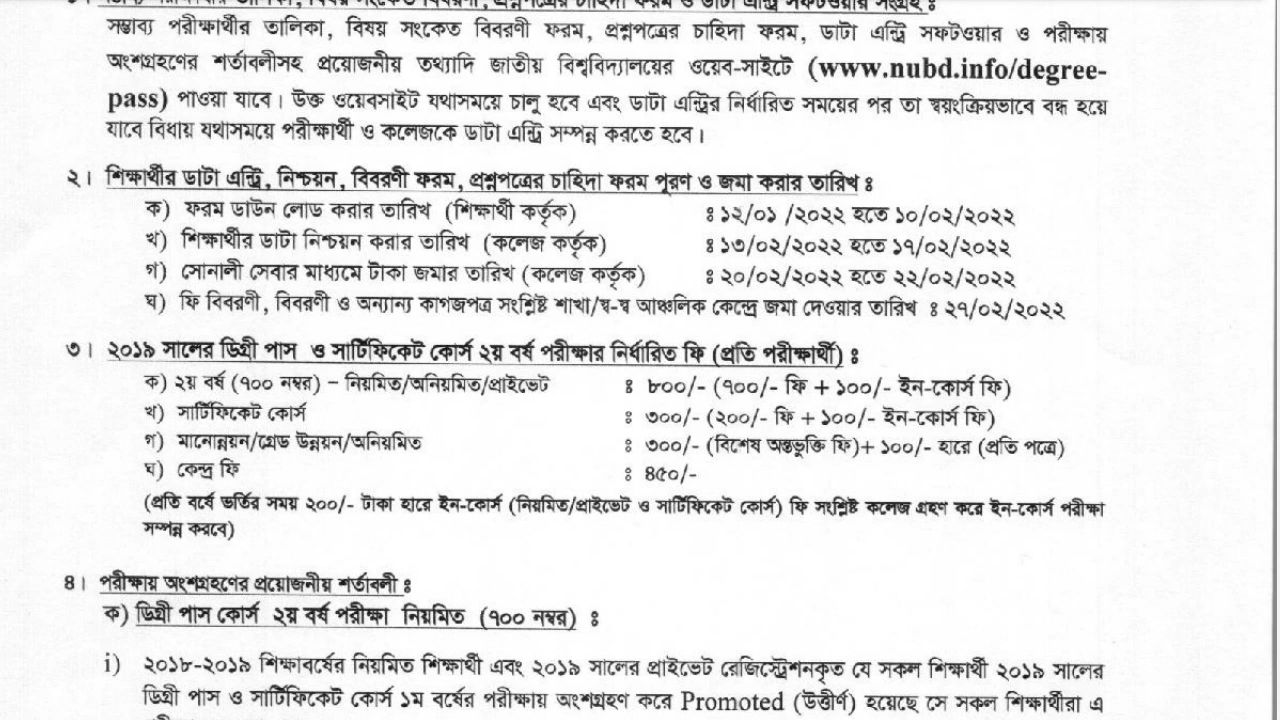 সম্ভাব্য পরীক্ষার্থীর তালিকা, বিষয় সংকেত বিবরণী ফরম, প্রশ্নপত্রের চাহিদা ফরম, ডাটা এন্ট্রি সফটওয়ার ও পরীক্ষায়
অংশগ্রহণের শর্তাবলীসহ প্রয়োজনীয় তথ্যাদি জাতীয় বিশ্ববিদ্যালয়ের ওয়েব-সাইটে (www.nubd.info/degree-
pass) পাওয়া যাবে। উক্ত ওয়েবসাইট যথাসময়ে চালু হবে এবং ডাটা এন্ট্রির নির্ধারিত সময়ের পর তা স্বয়ংক্রিয়ভাবে বন্ধ হয়ে
যাবে বিধায় যথাসময়ে পরীক্ষার্থী ও কলেজকে ডাটা এন্ট্রি সম্পন্ন করতে হবে।
২। শিক্ষার্থীর ডাটা এন্ট্রি, নিশ্চয়ন, বিবরণী ফরম, প্রশ্নপত্রের চাহিদা ফরম পূরণ ও জমা করার তারিখ ঃ
ক) ফরম ডাউন লোড করার তারিখ (শিক্ষার্থী কর্তৃক) ঃ ১২/০১ /২০২২ হতে ১০/০২/২০২২
খ) শিক্ষার্থীর ডাটা নিশ্চয়ন করার তারিখ (কলেজ কর্তৃক) ঃ ১৩/০২/২০২২ হতে ১৭/০২/২০২২
গ) সোনালী সেবার মাধ্যমে টাকা জমার তারিখ (কলেজ কর্তৃক) ঃ ২০/০২/২০২২ হতে ২২/০২/২০২২
ঘ) ফি বিবরণী, বিবরণী ও অন্যান্য কাগজপত্র সংশ্লিষ্ট শাখা/স্ব-স্ব আঞ্চলিক কেন্দ্রে জমা দেওয়ার তারিখ ঃ ২৭/০২/২০২২
৩। ২০১৯ সালের ডিগ্রী পাস ও সার্টিফিকেট কোর্স ২য় বর্ষ পরীক্ষার নির্ধারিত ফি (প্রতি পরীক্ষার্থী) ঃ
ক) ২য় বর্ষ (৭০০ নম্বর) – নিয়মিত/অনিয়মিত/প্রাইভেট ঃ ৮০০/- (৭০০/- ফি + ১০০/- ইন-কোর্স ফি)
খ) সার্টিফিকেট কোর্স ঃ ৩০০/- (২০০/- ফি + ১০০/- ইন-কোর্স ফি)
গ) মানোন্নয়ন/গ্রেড উন্নয়ন/অনিয়মিত ঃ ৩০০/- (বিশেষ অন্তভুক্তি ফি)+ ১০০/- হারে (প্রতি পত্রে)
ঘ) কেন্দ্র ফি ঃ ৪৫০/-
(প্রতি বর্ষে ভর্তির সময় ২০০/- টাকা হারে ইন-কোর্স (নিয়মিত/প্রাইভেট ও সার্টিফিকেট কোর্স) ফি সংশ্লিষ্ট কলেজ গ্রহণ করে ইন-কোর্স পরীক্ষা
সম্পন্ন করবে)
৪। পরীক্ষায় অংশগ্রহণের প্রয়োজনীয় শর্তাবলী ঃ
ক) ডিগ্রী পাস কোর্স ২য় বর্ষ পরীক্ষা নিয়মিত (৭০০ নম্বর) ঃ
i) ২০১৮-২০১৯ শিক্ষাবর্ষের নিয়মিত শিক্ষার্থী এবং ২০১৯ সালের প্রাইভেট রেজিস্ট্রেশনকৃত যে সকল শিক্ষার্থী ২০১৯ সালের
ডিগ্রী পাস ও সার্টিফিকেট কোর্স ১ম বর্ষের পরীক্ষায় অংশগ্রহণ করে Promoted (উত্তীর্ণ) হয়েছে সে সকল শিক্ষার্থীরা এ